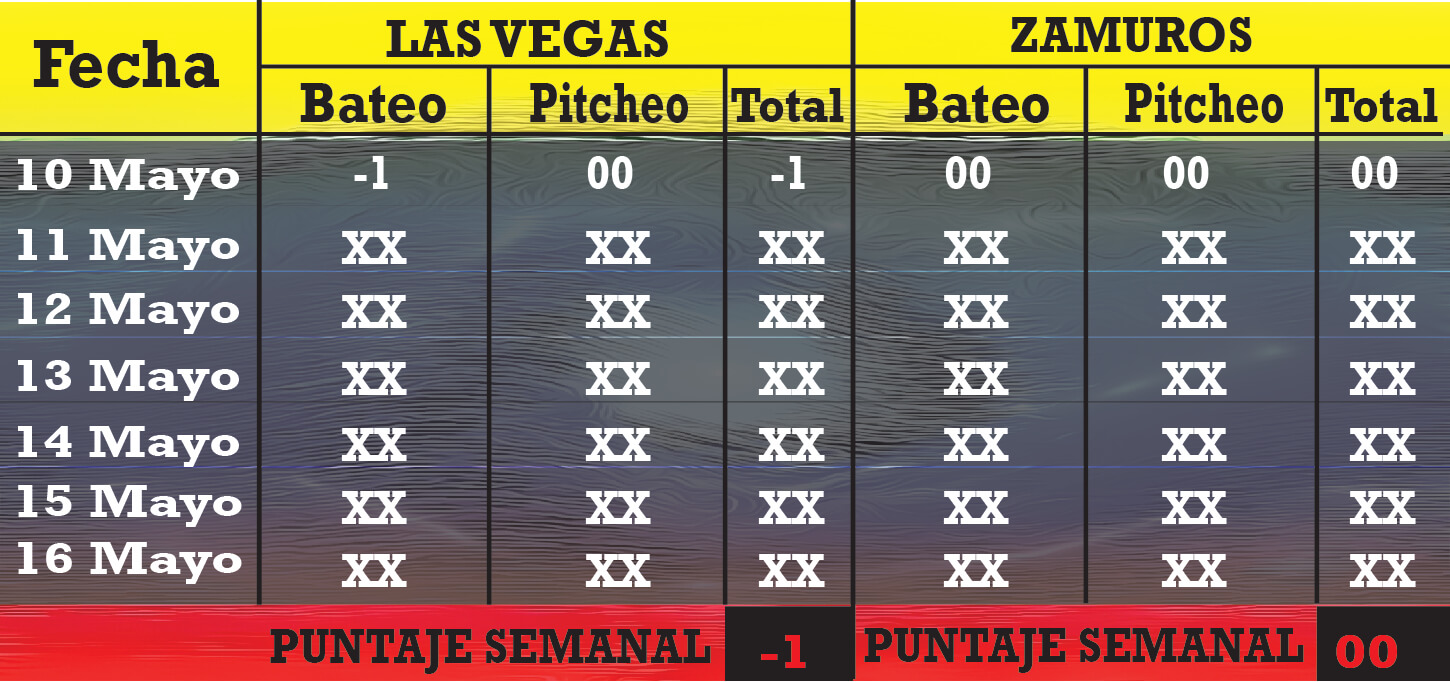 Fecha LAS VEGAS ZAMUROS
Bateo Pitcheo Total Bateo Pitcheo Total
10 Mayo -1 00 -1 00 00 00
11 Mayo XX XX XX XX XX XX
12 Mayo XX XX XX XX XX XX
13 Mayo XX XX XX XX XX XX
14 Mayo XX XX XX XX XX XX
15 Mayo XX XX XX XX XX XX
16 Mayo XX XX XX XX XX XX
PUNTAJE SEMANAL -1 PUNTAJE SEMANAL 00